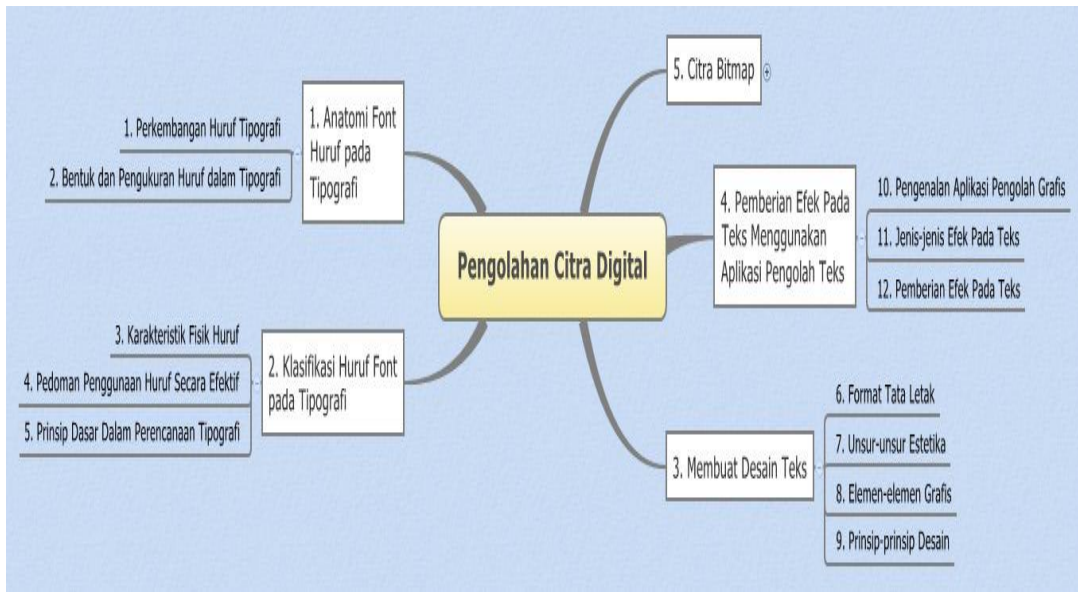 Pengolahan Citra Digital
1. Anatomi Font
Huruf pada
Tipografi
1. Perkembangan Huruf Tipografi
2. Bentuk dan Pengukuran Huruf dalam Tipografi
2. Klasifikasi Huruf Font
pada Tipografi
3. Karakteristik Fisik Huruf
4. Pedoman Penggunaan Huruf Secara Efektif
5. Prinsip Dasar Dalam Perencanaan Tipografi
3. Membuat Desain Teks
6. Format Tata Letak
7. Unsur-unsur Estetika
8. Elemen-elemen Grafis
9. Prinsip-prinsip Desain
4. Pemberian Efek Pada
Teks Menggunakan
Aplikasi Pengolah Teks
10. Pengenalan Aplikasi Pengolah Grafis
11. Jenis-jenis Efek Pada Teks
12. Pemberian Efek Pada Teks
5. Citra Bitmap